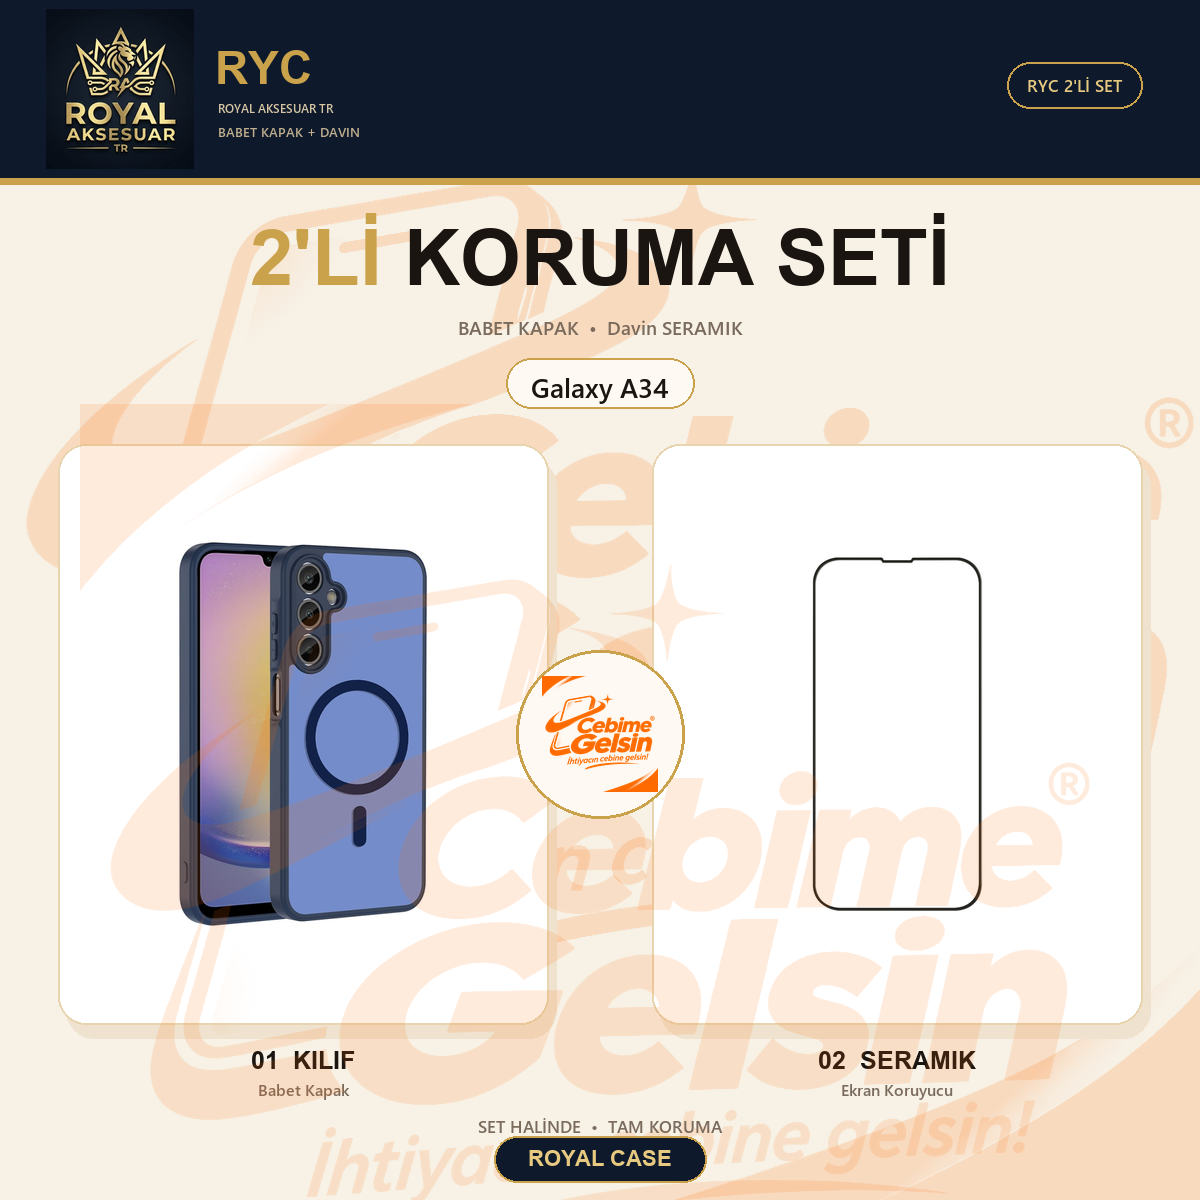 ROYAL
AKSESUAR
TR
RYC
ROYAL AKSESUAR TR
BABET KAPAK + DAVIN
RYC 2'Lİ SET
2'Lİ KORUMA SETİ
BABET KAPAK • Davin SERAMIK
Galaxy A34
Cebime
Gelsin
İhtiyacın cebine gelsin!
Cebime ®
Gelsin
01 KILIF
Babet Kapak
02 SERAMIK
Ekran Koruyucu
SET HALİNDE • TAM KORUMA
ROYAL CASE